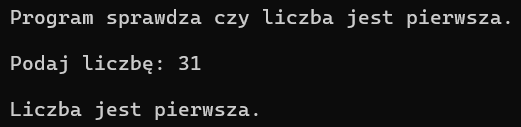 Program sprawdza czy liczba jest pierwsza.
Podaj liczbę: 31
Liczba jest pierwsza.